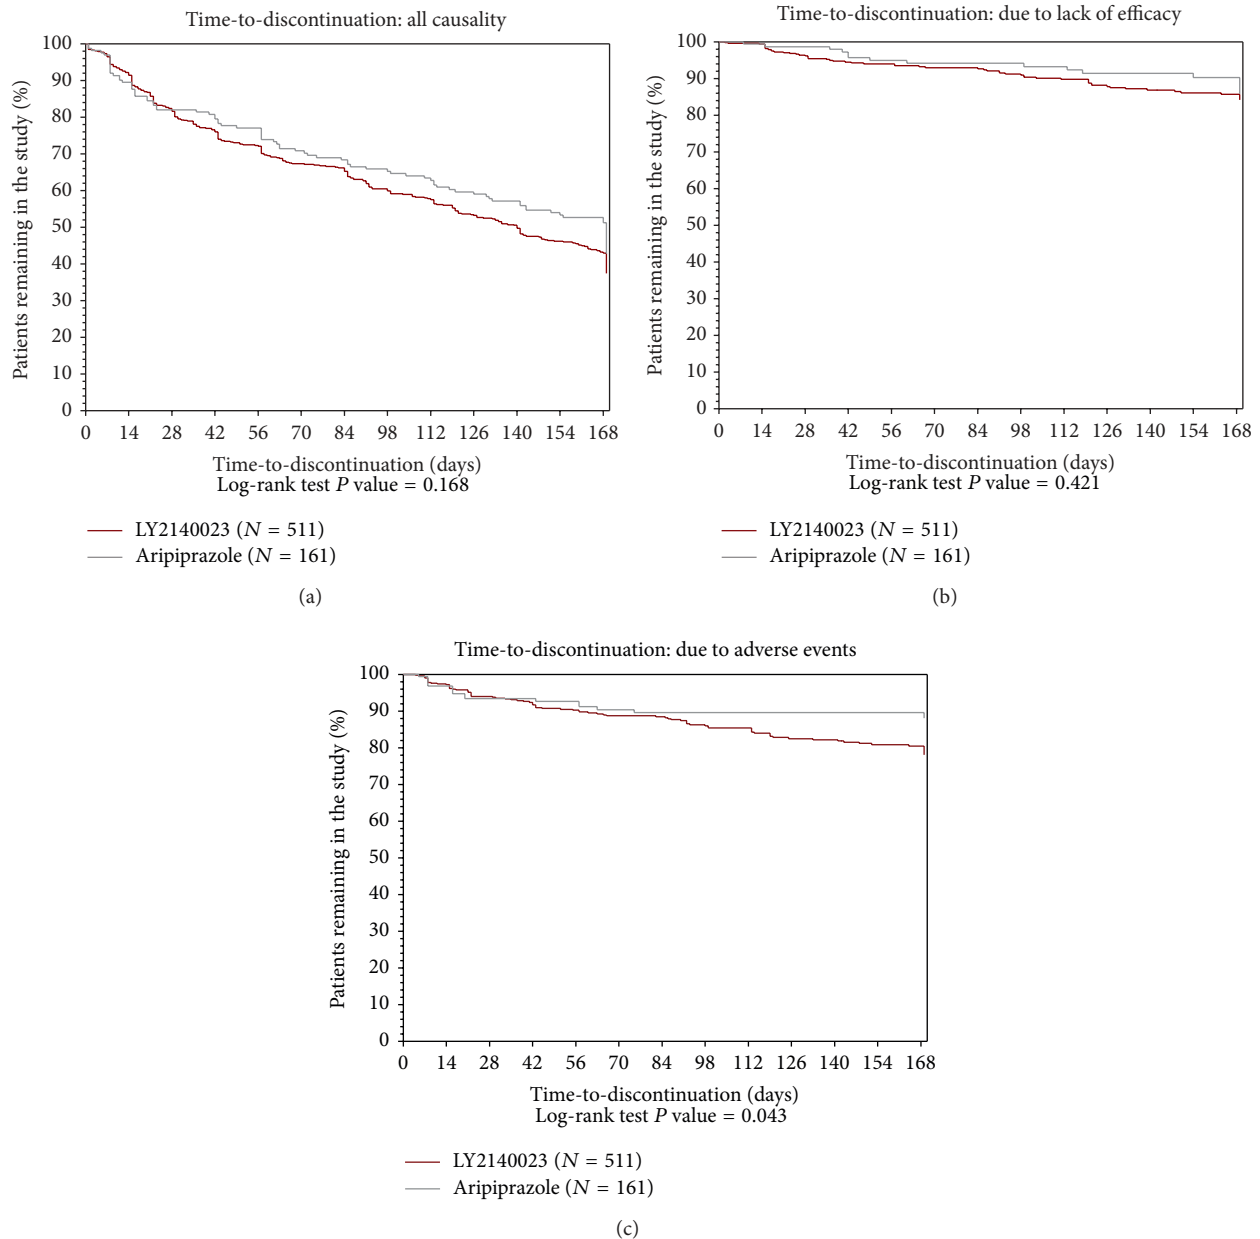 Time-to-discontinuation: all causality
Patients remaining in the study (%)
100
90
80
70
60
50
40
30
20
10
0
0 14 28 42 56 70 84 98 112 126 140 154 168
Time-to-discontinuation (days)
Log-rank test P value = 0.168
LY2140023 (N = 511)
Aripiprazole (N = 161)
(a)
Time-to-discontinuation: due to lack of efficacy
Patients remaining in the study (%)
100
90
80
70
60
50
40
30
20
10
0
0 14 28 42 56 70 84 98 112 126 140 154 168
Time-to-discontinuation (days)
Log-rank test P value = 0.421
LY2140023 (N = 511)
Aripiprazole (N = 161)
(b)
Time-to-discontinuation: due to adverse events
Patients remaining in the study (%)
100
90
80
70
60
50
40
30
20
10
0
0 14 28 42 56 70 84 98 112 126 140 154 168
Time-to-discontinuation (days)
Log-rank test P value = 0.043
LY2140023 (N = 511)
Aripiprazole (N = 161)
(c)